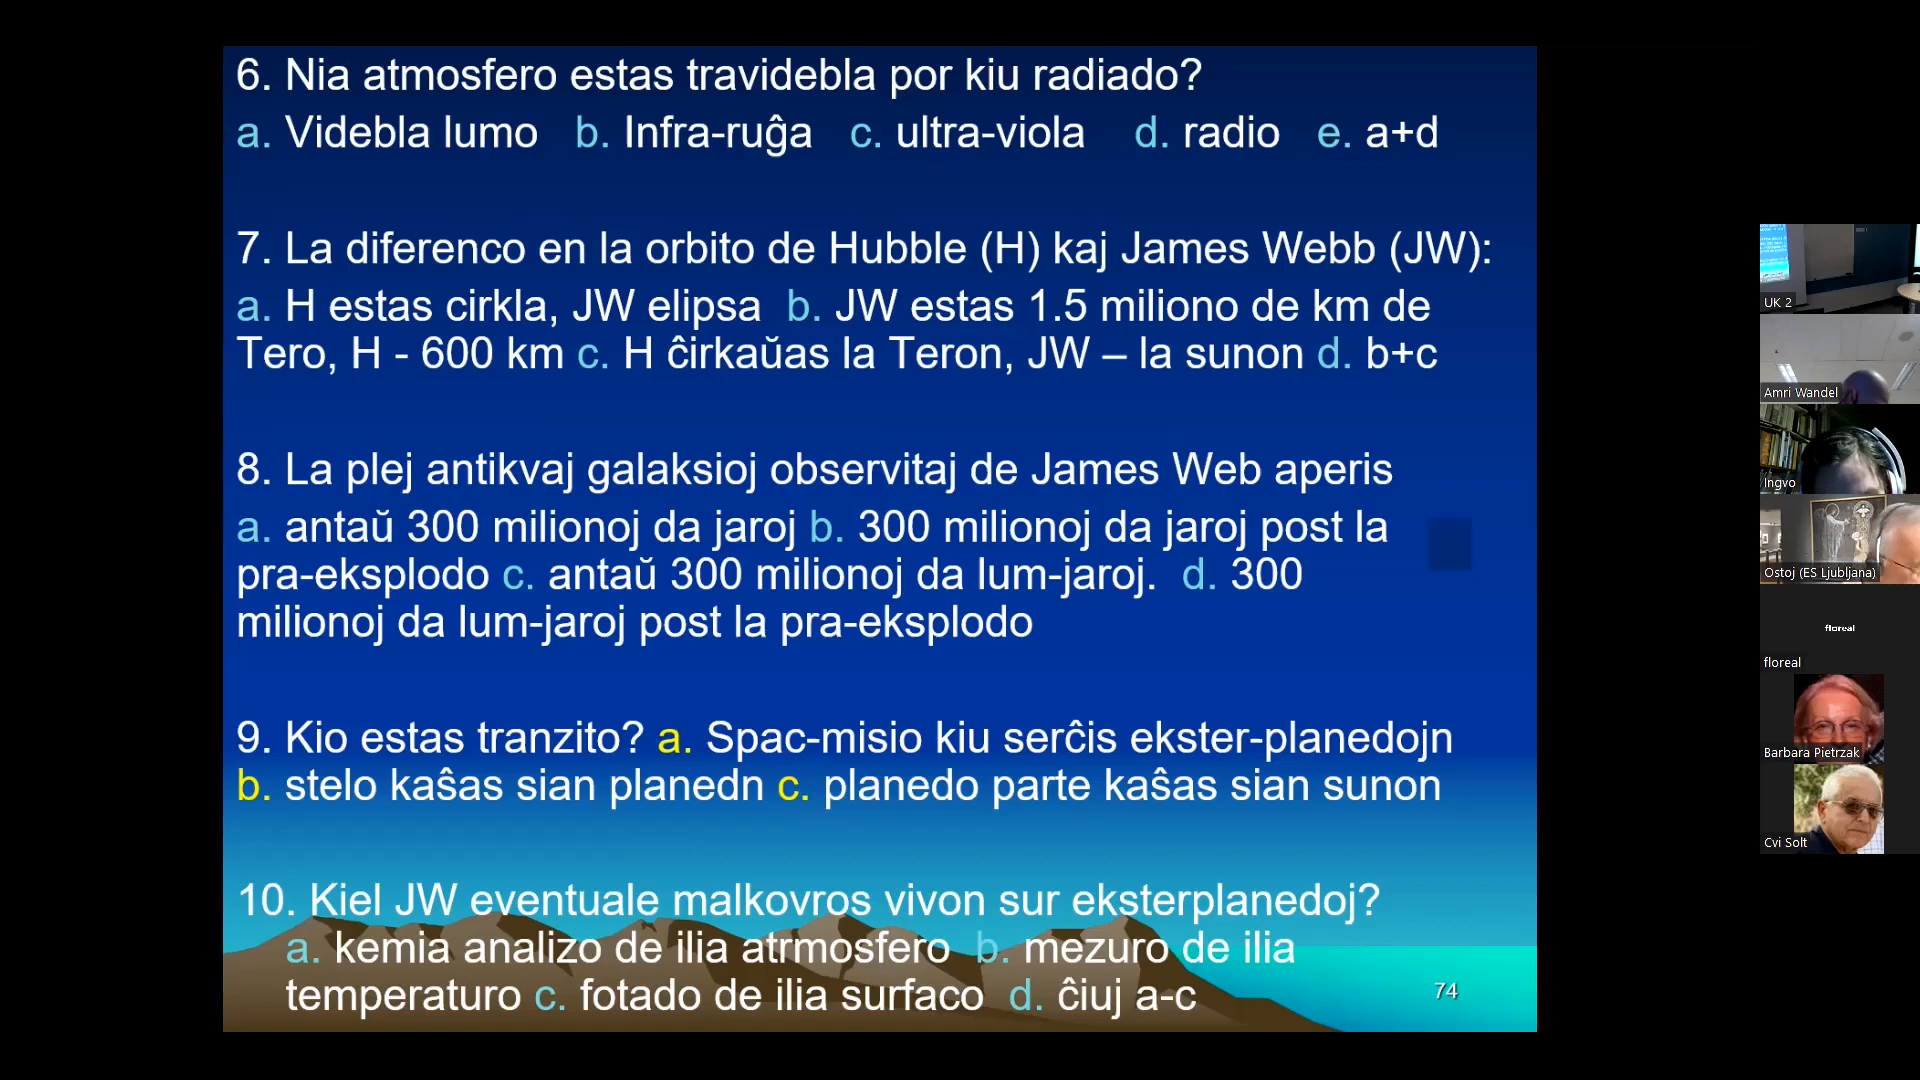 6. Nia atmosfero estas travidebla por kiu radiado?
a. Videbla lumo b. Infra-ruĝa c. ultra-viola d. radio e. a+d
7. La diferenco en la orbito de Hubble (H) kaj James Webb (JW):
a. H estas cirkla, JW elipsa b. JW estas 1.5 miliono de km de
Tero, H - 600 km c. H ĉirkaŭas la Teron, JW – la sunon d. b+c
8. La plej antikvaj galaksioj observitaj de James Web aperis
a. antaŭ 300 milionoj da jaroj b. 300 milionoj da jaroj post la
pra-eksplodo c. antaŭ 300 milionoj da lum-jaroj. d. 300
milionoj da lum-jaroj post la pra-eksplodo
9. Kio estas tranzito? a. Spac-misio kiu serĉis ekster-planedojn
b. stelo kaŝas sian planedn c. planedo parte kaŝas sian sunon
10. Kiel JW eventuale malkovros vivon sur eksterplanedoj?
a. kemia analizo de ilia atrmosfero b. mezuro de ilia
temperaturo c. fotado de ilia surfaco d. ĉiuj a-c
74
UK 2
Amri Wandel
Ingvo
Ostoj (ES Ljubljana)
floreal
floreal
Barbara Pietrzak
Cvi Solt